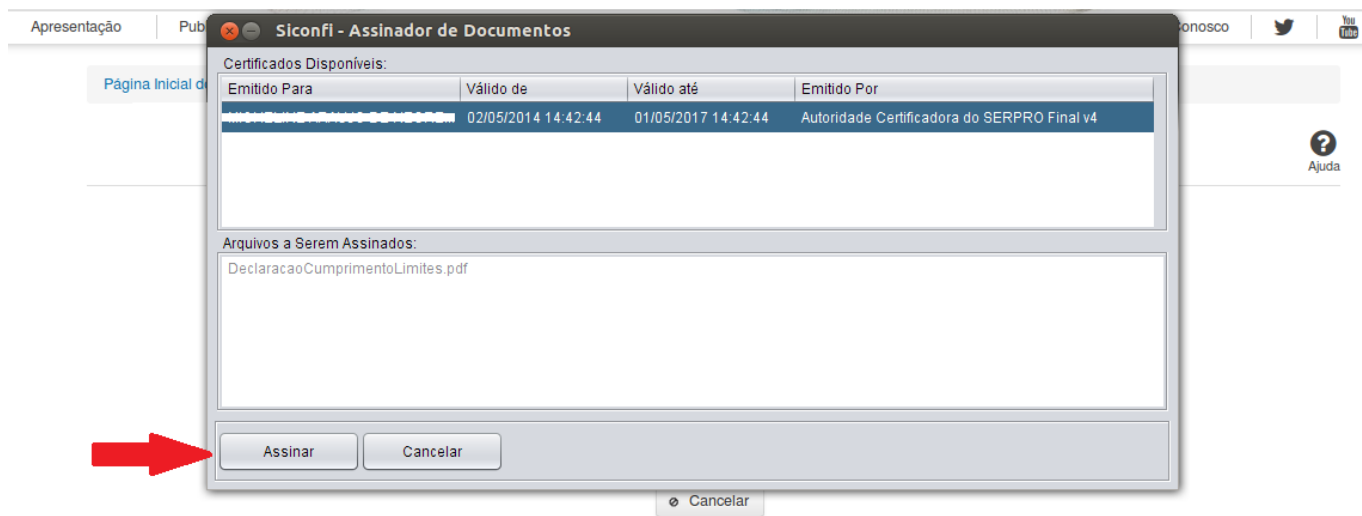 Apresentação Pub onosco You Tube
Siconfi - Assinador de Documentos
Certificados Disponíveis:
Página Inicial d
Emitido Para Válido de Válido até Emitido Por
02/05/2014 14:42:44 01/05/2017 14:42:44 Autoridade Certificadora do SERPRO Final v4
Ajuda
Arquivos a Serem Assinados:
DeclaracaoCumprimentoLimites.pdf
Assinar Cancelar
Cancelar